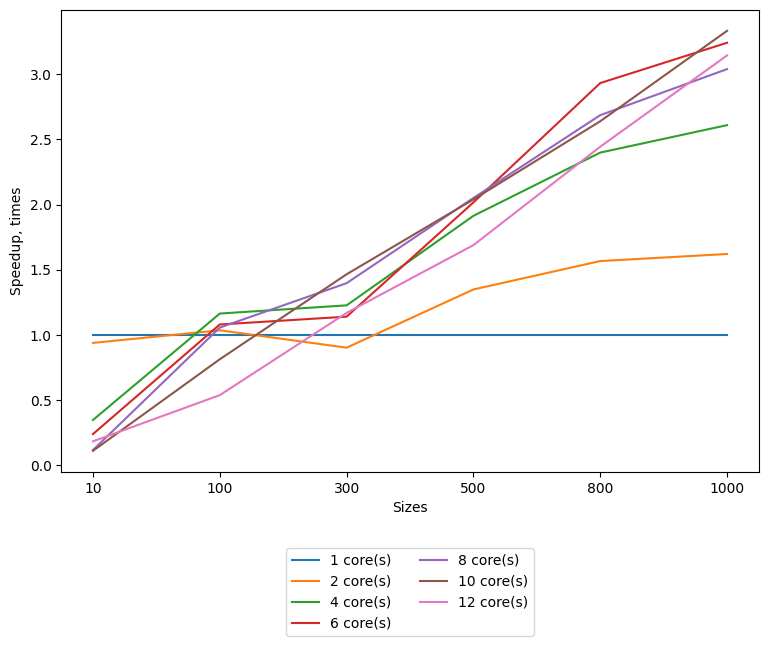 Speedup, times
3.0
2.5
2.0
1.5
1.0
0.5
0.0
10 100 300 500 800 1000
Sizes
1 core(s)
2 core(s)
4 core(s)
6 core(s)
8 core(s)
10 core(s)
12 core(s)